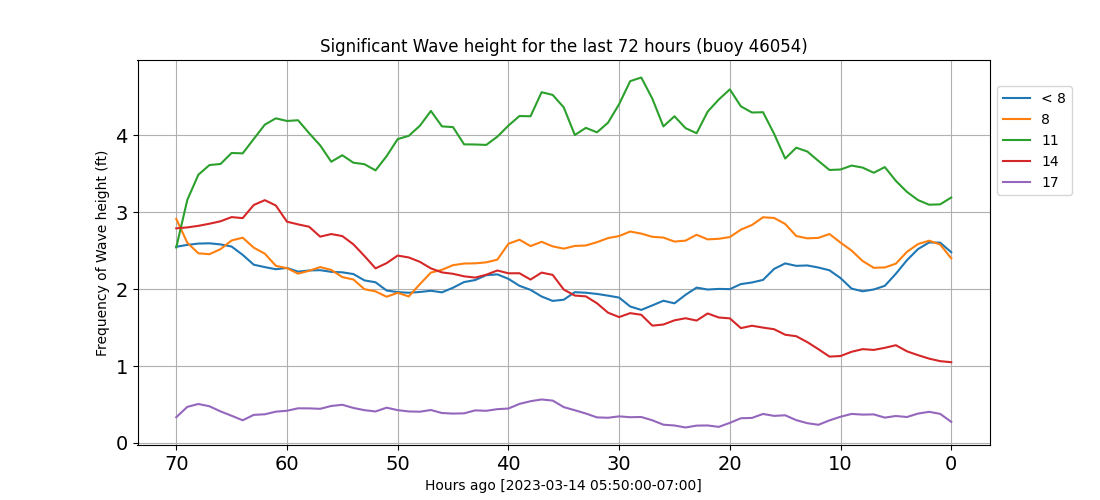 Significant Wave height for the last 72 hours (buoy 46054)
Frequency of Wave height (ft)
4
3
2
1
0
70 60 50 40 30 20 10 0
Hours ago [2023-03-14 05:50:00-07:00]
< 8
8
11
14
17